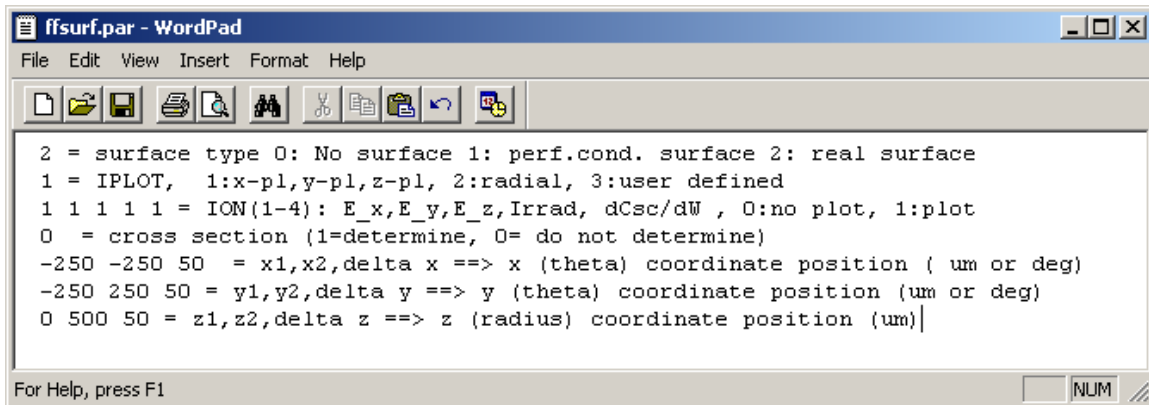 ffsurf.par - WordPad
File Edit View Insert Format Help
2 = surface type 0: No surface 1: perf.cond. surface 2: real surface
1 = IPLOT,  1:x-pl,y-pl,z-pl, 2:radial, 3:user defined
1 1 1 1 1 = ION(1-4): E_x,E_y,E_z,Irrad, dCsc/dW , 0:no plot, 1:plot
0  = cross section (1=determine, 0= do not determine)
-250 -250 50  = x1,x2,delta x ==> x (theta) coordinate position ( um or deg)
-250 250 50 = y1,y2,delta y ==> y (theta) coordinate position (um or deg)
0 500 50 = z1,z2,delta z ==> z (radius) coordinate position (um)
For Help, press F1
NUM